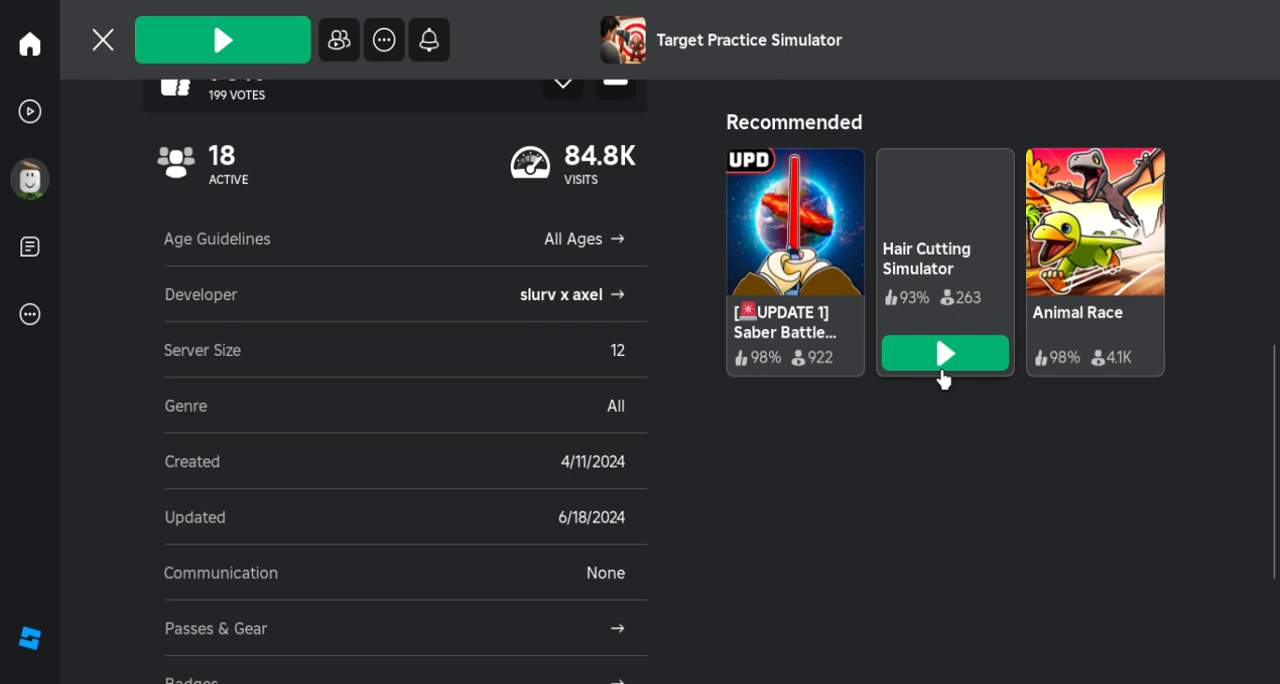 Target Practice Simulator
199 VOTES
18
ACTIVE
84.8K
VISITS
Age Guidelines
All Ages →
Developer
slurv x axel →
Server Size
12
Genre
All
Created
4/11/2024
Updated
6/18/2024
Communication
None
Passes & Gear
→
Recommended
UPD
[🚨UPDATE 1]
Saber Battle...
98% 922
Hair Cutting
Simulator
93% 263
Animal Race
98% 4.1K